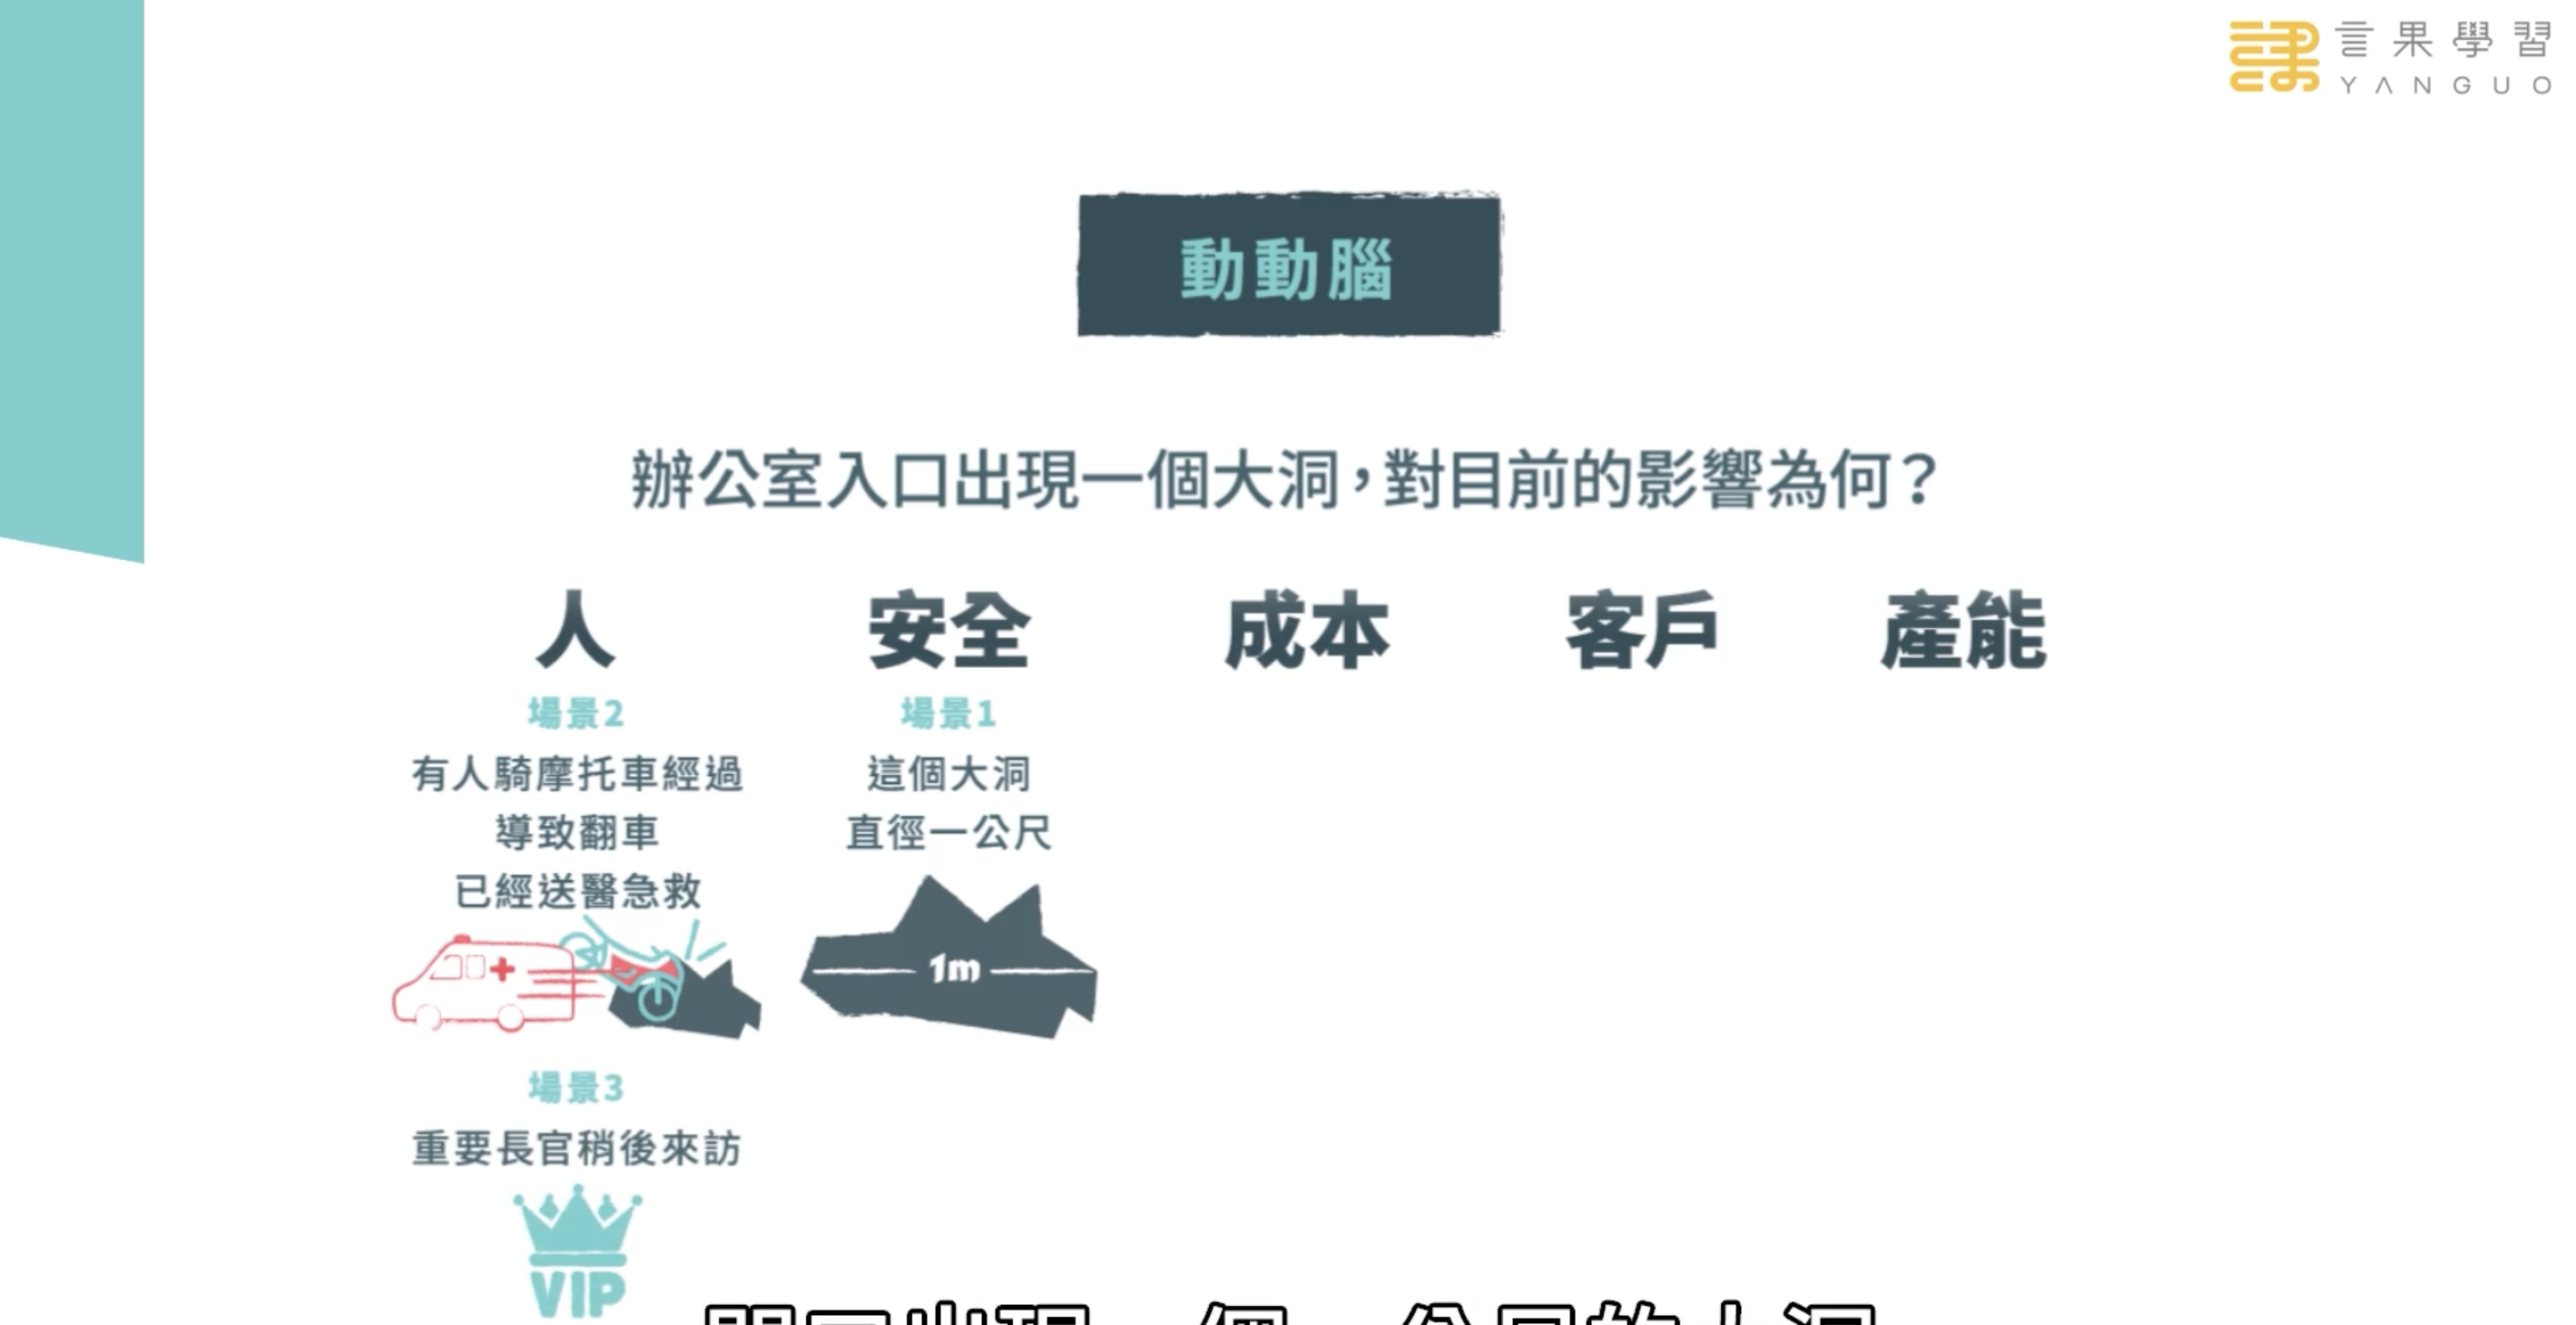 言果學習
YANGUO
動動腦
辦公室入口出現一個大洞，對目前的影響為何？
人
安全
成本
客戶
產能
場景2
有人騎摩托車經過
導致翻車
已經送醫急救
場景1
這個大洞
直徑一公尺
1m
場景3
重要長官稍後來訪
VIP